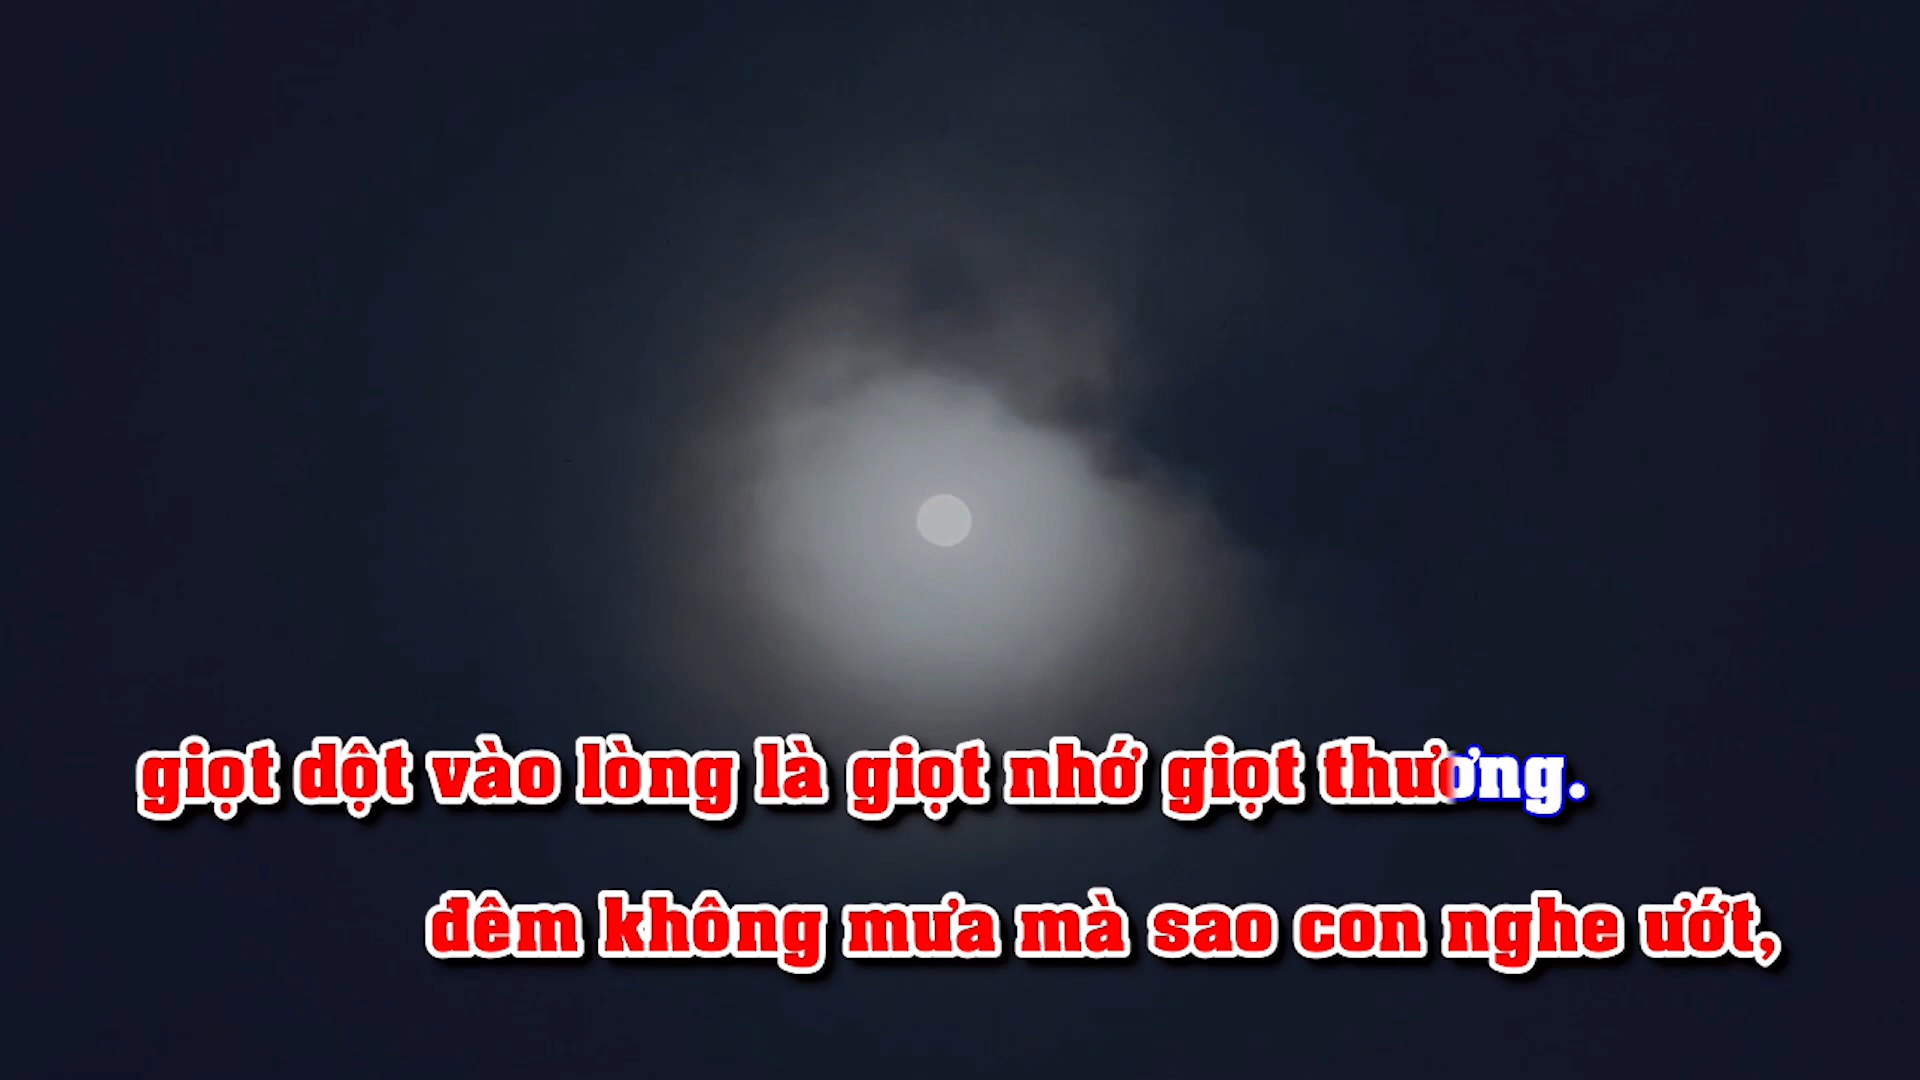 giọt dột vào lòng là giọt nhớ giọt thương.
đêm không mưa mà sao con nghe ướt,